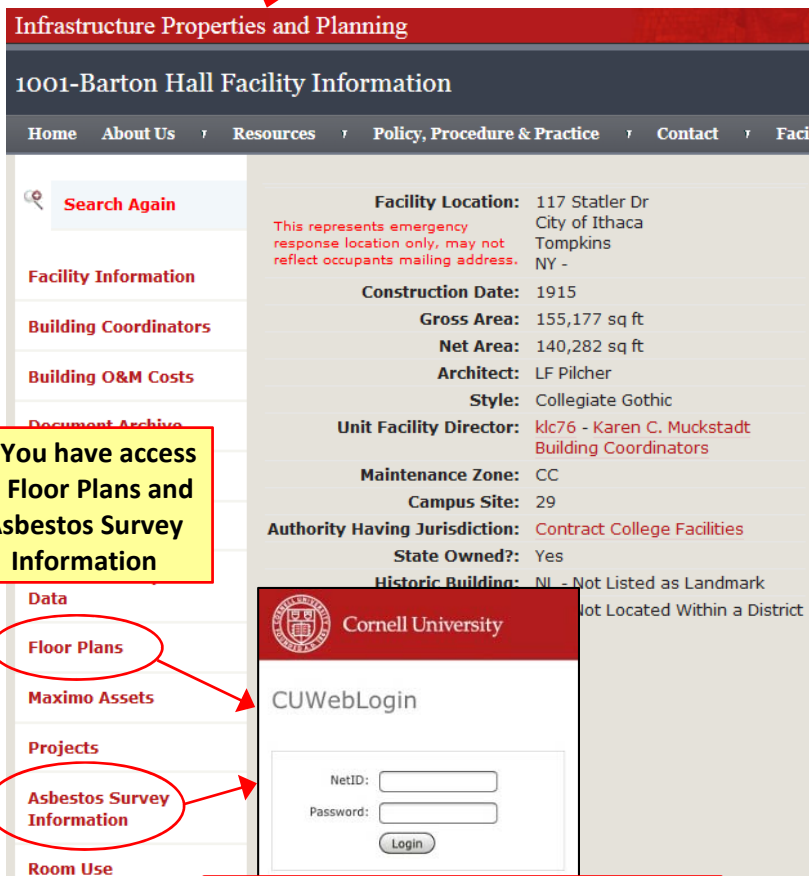 Infrastructure Properties and Planning
1001-Barton Hall Facility Information
Home About Us Resources Policy, Procedure & Practice Contact Faci
Search Again
Facility Information
Building Coordinators
Building O&M Costs
Document Archive
You have access
Floor Plans and
Asbestos Survey
Information
Data
Floor Plans
Maximo Assets
Projects
Asbestos Survey
Information
Room Use
Facility Location: 117 Statler Dr
City of Ithaca
Tompkins
NY -
This represents emergency
response location only, may not
reflect occupants mailing address.
Construction Date: 1915
Gross Area: 155,177 sq ft
Net Area: 140,282 sq ft
Architect: LF Pilcher
Style: Collegiate Gothic
Unit Facility Director: klc76 - Karen C. Muckstadt
Building Coordinators
Maintenance Zone: CC
Campus Site: 29
Authority Having Jurisdiction: Contract College Facilities
State Owned?: Yes
Historic Building: NL - Not Listed as Landmark
Not Located Within a District
Cornell University
CUWebLogin
NetID:
Password:
Login